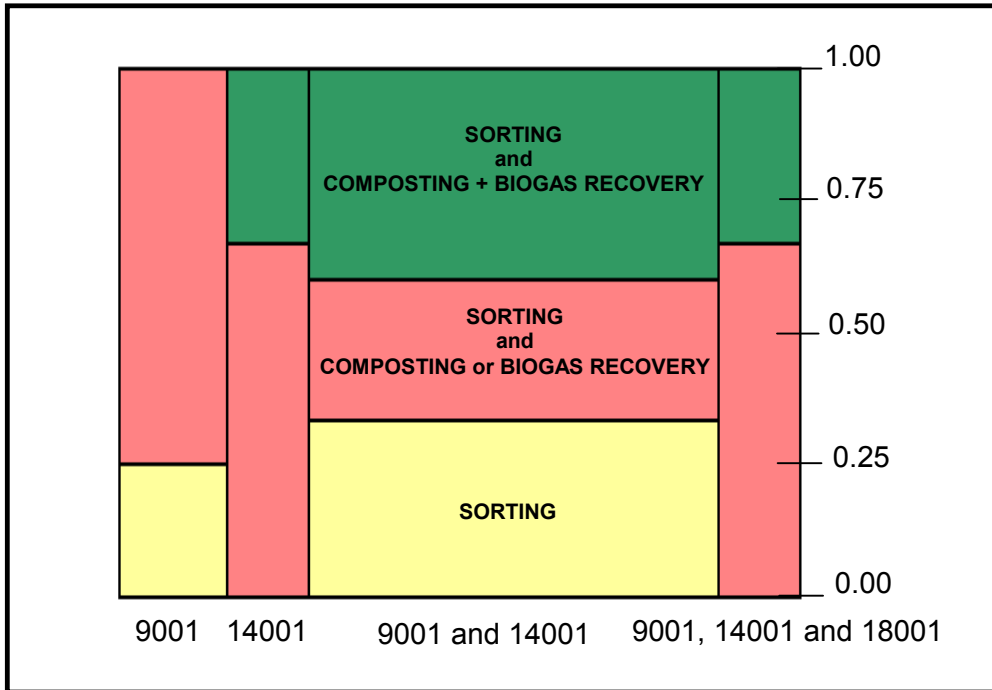 1.00
SORTING
and
COMPOSTING + BIOGAS RECOVERY
0.75
SORTING
and
COMPOSTING or BIOGAS RECOVERY
0.50
0.25
SORTING
0.00
9001 14001 9001 and 14001 9001, 14001 and 18001